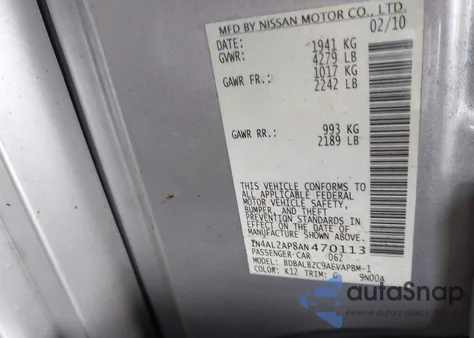 MFD BY NISSAN MOTOR CO., LTD.
DATE: 02/10
GVWR: 1941 KG
4279 LB
GAWR FR.: 1017 KG
2242 LB
GAWR RR.: 993 KG
2189 LB
THIS VEHICLE CONFORMS TO
ALL APPLICABLE FEDERAL
MOTOR VEHICLE SAFETY,
BUMPER, AND THEFT
PREVENTION STANDARDS
IN EFFECT ON THE DATE OF
MANUFACTURE SHOWN ABOVE.
1N4AL2AP8AN470113
PASSENGER CAR 062
MODEL: BDBALBZC9AEVAPBM-I
COLOR: K12 TRIM: G 9N00a
autoSnap